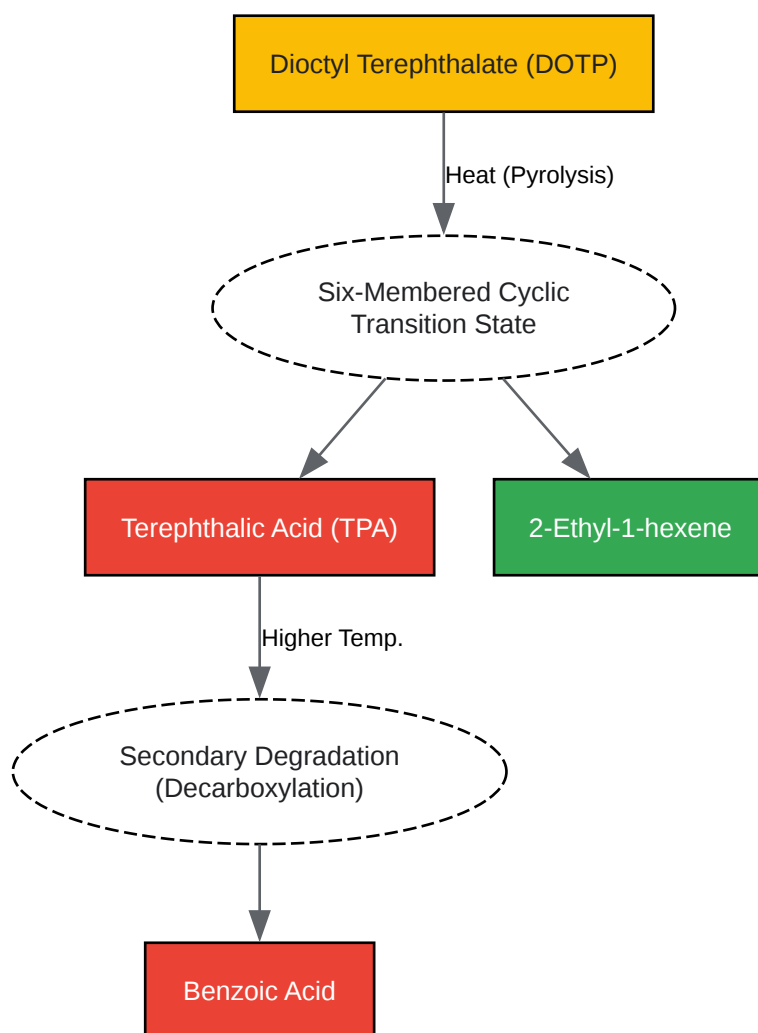 Dioctyl Terephthalate (DOTP)
Heat (Pyrolysis)
Six-Membered Cyclic
Transition State
Terephthalic Acid (TPA)
2-Ethyl-1-hexene
Higher Temp.
Secondary Degradation
(Decarboxylation)
Benzoic Acid